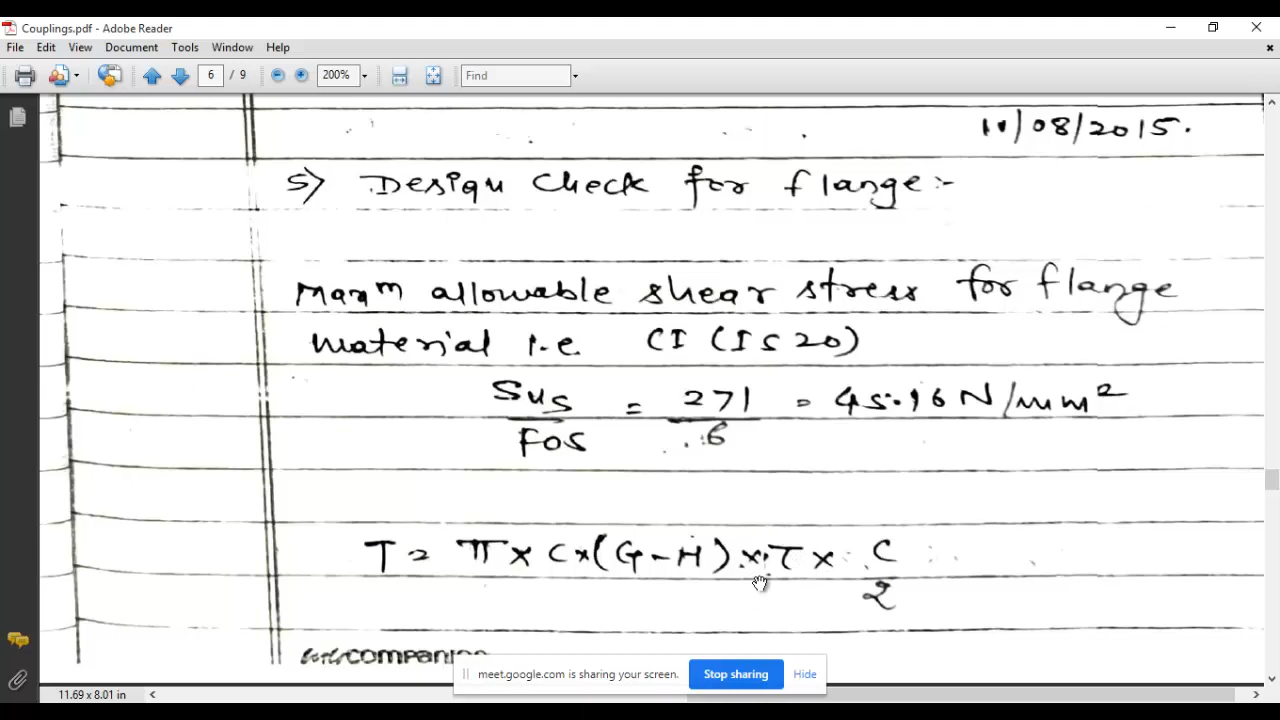 Couplings.pdf - Adobe Reader
File Edit View Document Tools Window Help
6 / 9 200% Find
11/08/2015.
5) Design Check for flange:-
Maxm allowable shear stress for flange
material i.e. CI (IS20)
Sus/FOS = 271/6 = 45.16 N/mm²
T = π × C × (G-H) × τ × C/2
companion
meet.google.com is sharing your screen. Stop sharing Hide
11.69 x 8.01 in